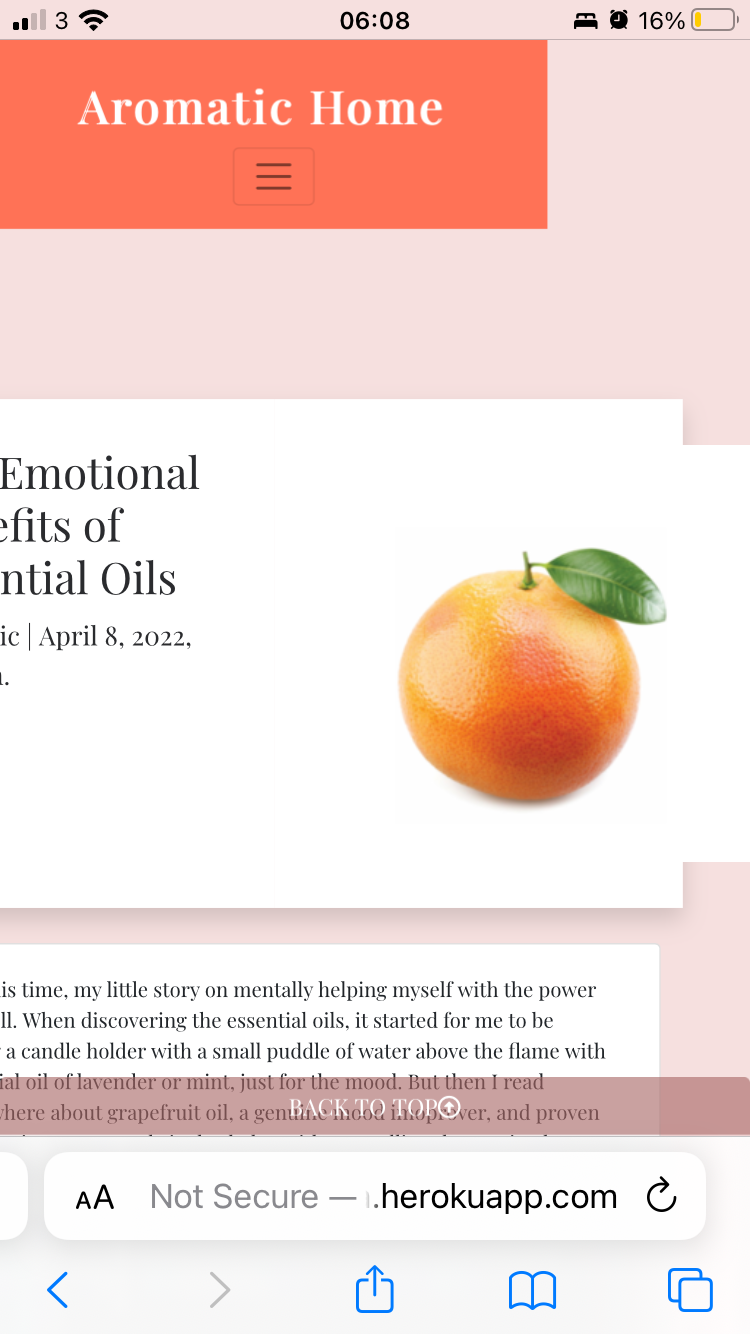 3 06:08 16%
Aromatic Home
Emotional
efits of
ntial Oils
ic | April 8, 2022,
is time, my little story on mentally helping myself with the power
ll. When discovering the essential oils, it started for me to be
a candle holder with a small puddle of water above the flame with
ial oil of lavender or mint, just for the mood. But then I read
where about grapefruit oil, a genuine mood improver, and proven
BACK TO TOP
AA Not Secure — .herokuapp.com